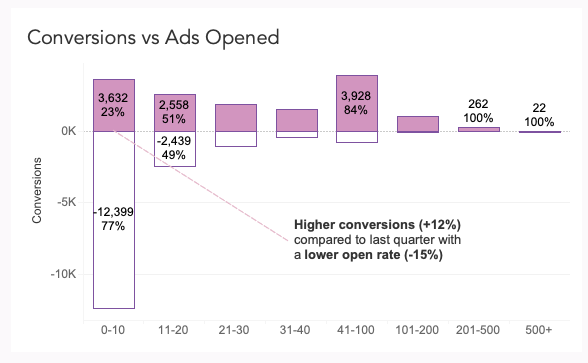 Conversions vs Ads Opened
3,632
23%
2,558
51%
3,928
84%
262
100%
22
100%
-2,439
49%
-12,399
77%
0K
-5K
-10K
Conversions
Higher conversions (+12%)
compared to last quarter with
a lower open rate (-15%)
0-10 11-20 21-30 31-40 41-100 101-200 201-500 500+